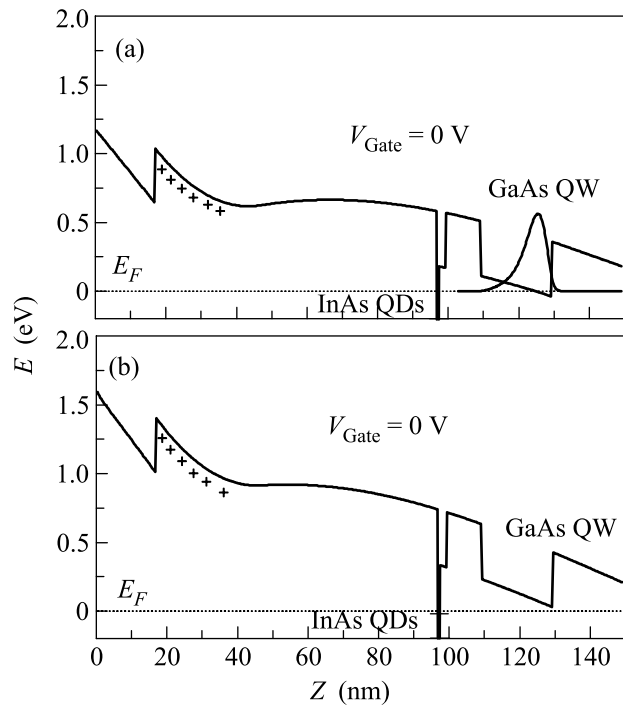 2.0
(a)
1.5
V_Gate = 0 V
1.0
GaAs QW
0.5
E_F
0
InAs QDs
E (eV)
2.0
(b)
1.5
V_Gate = 0 V
1.0
GaAs QW
0.5
E_F
0
InAs QDs
0 20 40 60 80 100 120 140
Z (nm)